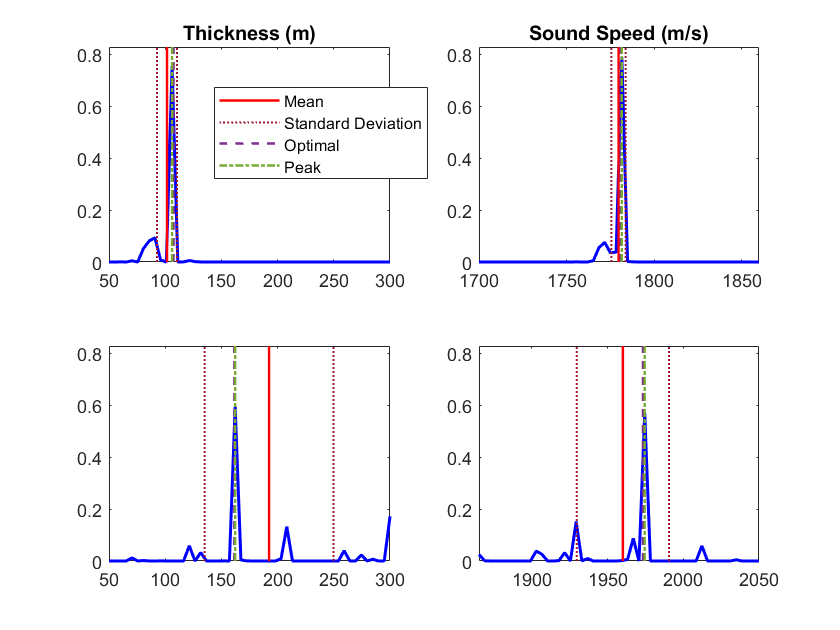 Thickness (m)
Sound Speed (m/s)
0.8
0.6
0.4
0.2
0
50 100 150 200 250 300
Mean
Standard Deviation
Optimal
Peak
0.8
0.6
0.4
0.2
0
1700 1750 1800 1850
0.8
0.6
0.4
0.2
0
50 100 150 200 250 300
0.8
0.6
0.4
0.2
0
1900 1950 2000 2050